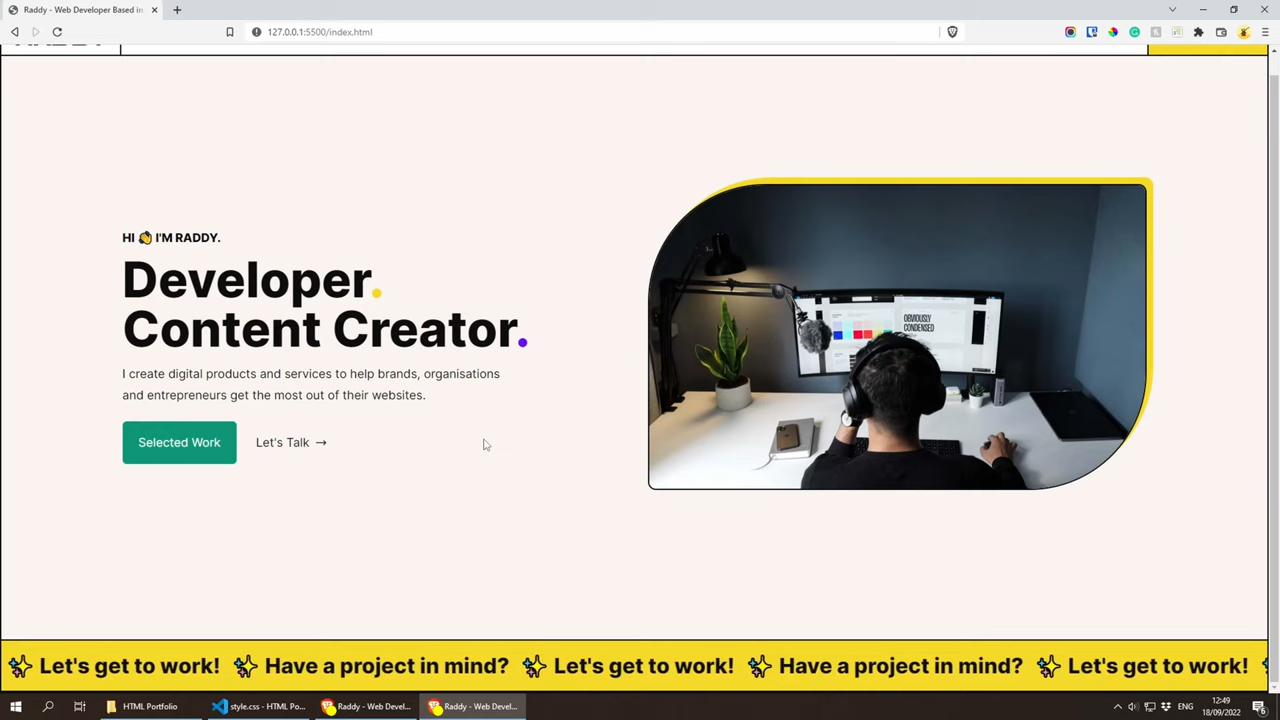 Raddy - Web Developer Based in
127.0.0.1:5500/index.html
HI 👋 I'M RADDY.
Developer.
Content Creator.
I create digital products and services to help brands, organisations
and entrepreneurs get the most out of their websites.
Selected Work
Let's Talk →
OBVIOUSLY
CONDENSED
✨ Let's get to work! ✨ Have a project in mind? ✨ Let's get to work! ✨ Have a project in mind? ✨ Let's get to work!
HTML Portfolio
style.css - HTML Po...
Raddy - Web Devel...
Raddy - Web Devel...
ENG
12:49
18/09/2022
6